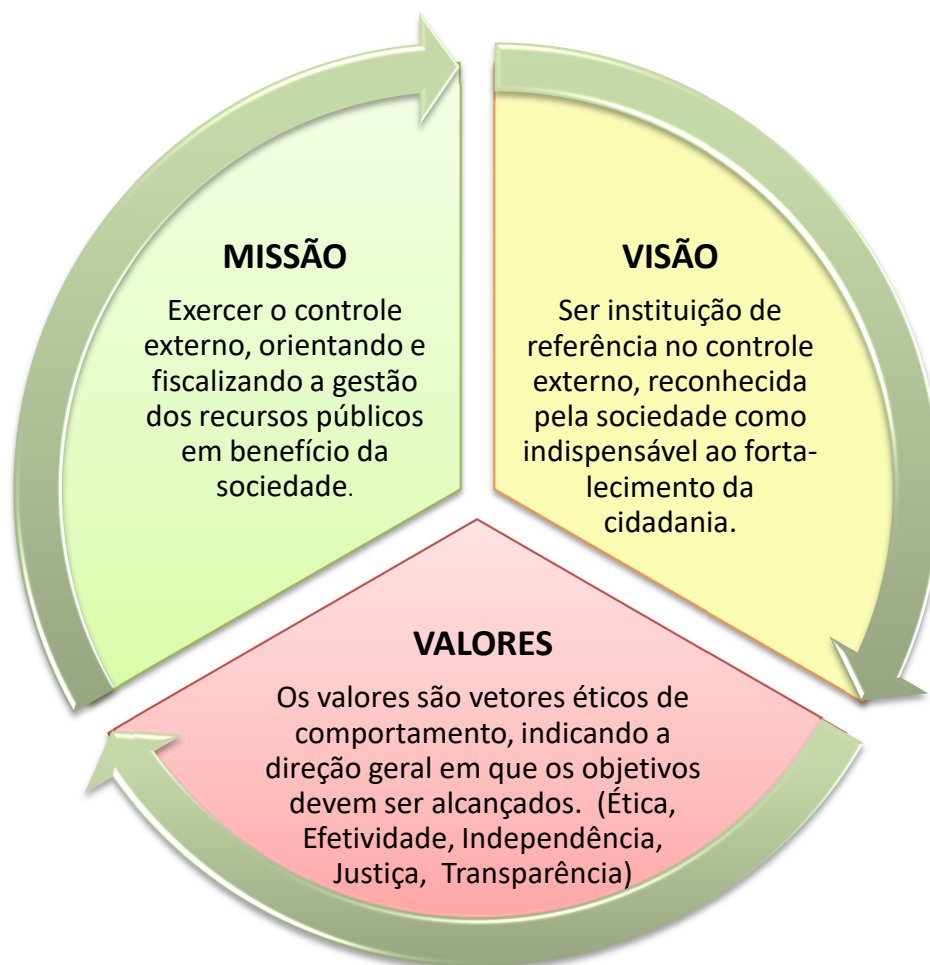 MISSÃO
Exercer o controle
externo, orientando e
fiscalizando a gestão
dos recursos públicos
em benefício da
sociedade.
VISÃO
Ser instituição de
referência no controle
externo, reconhecida
pela sociedade como
indispensável ao forta-
lecimento da
cidadania.
VALORES
Os valores são vetores éticos de
comportamento, indicando a
direção geral em que os objetivos
devem ser alcançados. (Ética,
Efetividade, Independência,
Justiça, Transparência)